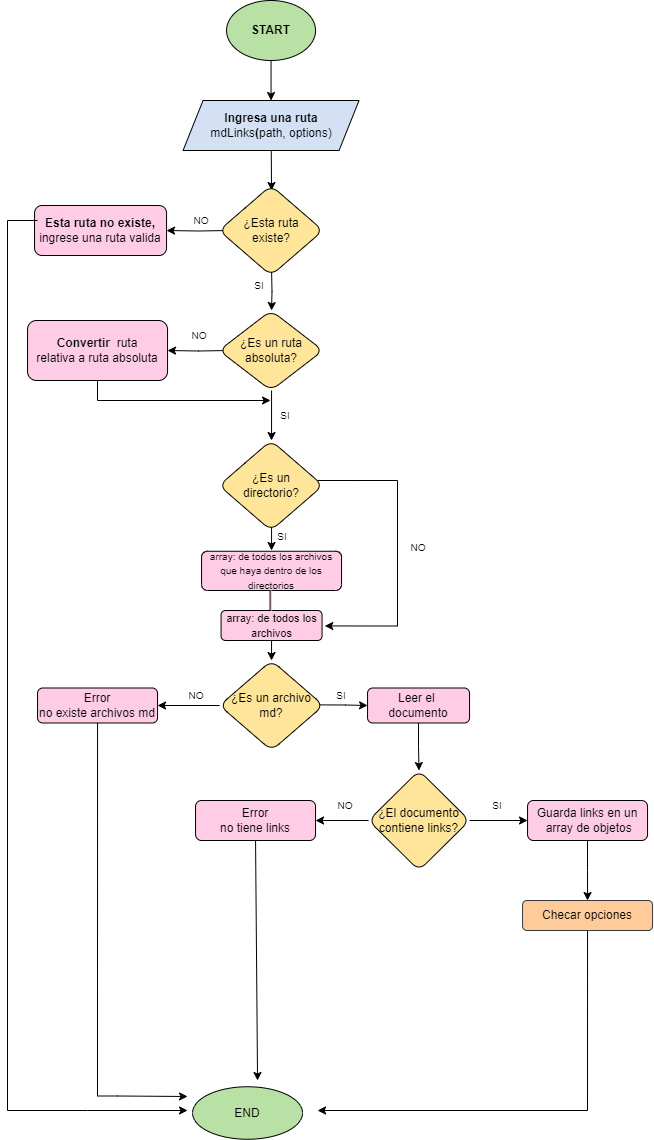 START
Ingresa una ruta
mdLinks(path, options)
¿Esta ruta
existe?
NO
Esta ruta no existe,
ingrese una ruta valida
SI
¿Es un ruta
absoluta?
NO
Convertir ruta
relativa a ruta absoluta
SI
¿Es un
directorio?
SI
NO
array: de todos los archivos
que haya dentro de los
directorios
array: de todos los
archivos
¿Es un archivo
md?
NO
Error
no existe archivos md
SI
Leer el
documento
¿El documento
contiene links?
NO
Error
no tiene links
SI
Guarda links en un
array de objetos
Checar opciones
END